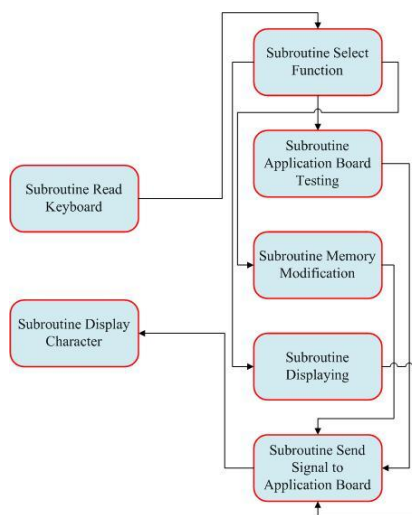 Subroutine Select
Function
Subroutine
Application Board
Testing
Subroutine Read
Keyboard
Subroutine Memory
Modification
Subroutine Display
Character
Subroutine
Displaying
Subroutine Send
Signal to
Application Board